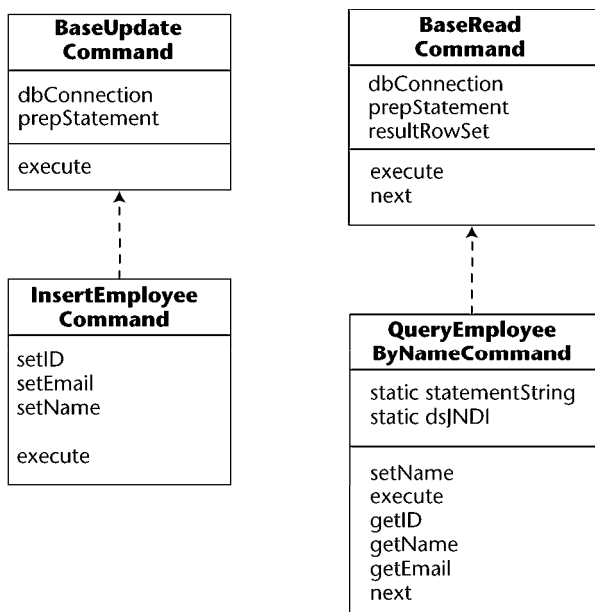 BaseUpdate
Command
dbConnection
prepStatement
execute
InsertEmployee
Command
setID
setEmail
setName
execute
BaseRead
Command
dbConnection
prepStatement
resultRowSet
execute
next
QueryEmployee
ByNameCommand
static statementString
static dsJNDI
setName
execute
getID
getName
getEmail
next